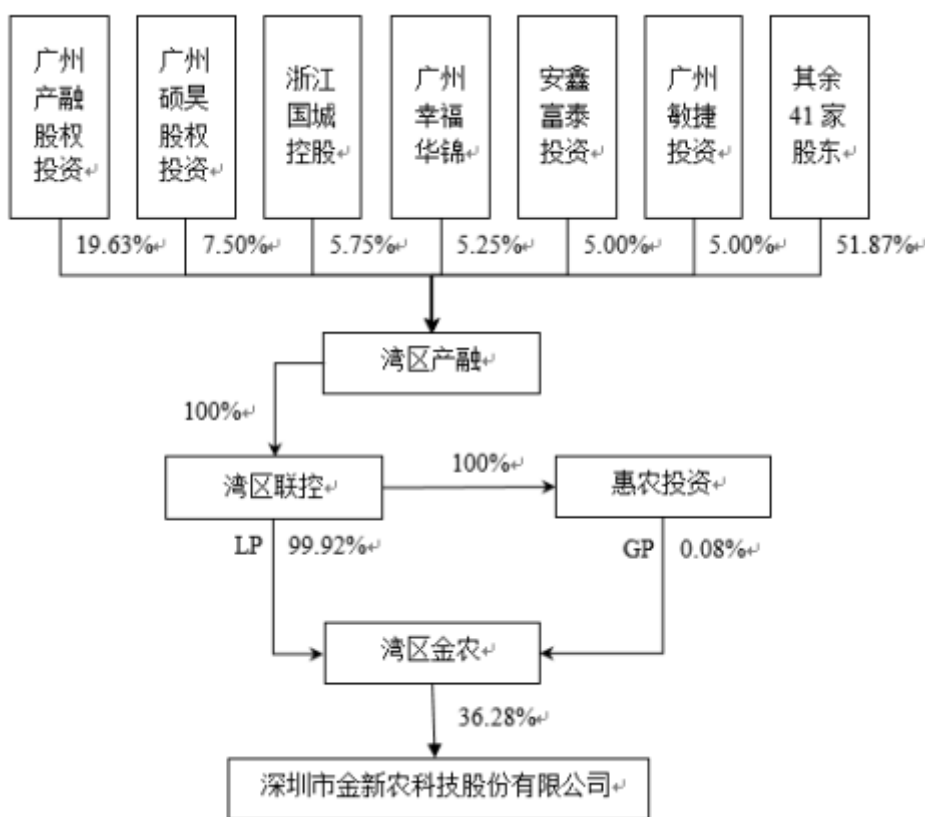 广州
产融
股权
投资↵
广州
硕昊
股权
投资↵
浙江
国城
控股↵
广州
幸福
华锦↵
安鑫
富泰
投资↵
广州
敏捷
投资↵
其余
41 家
股东↵
19.63%↵
7.50%↵
5.75%↵
5.25%↵
5.00%↵
5.00%↵
51.87%↵
湾区产融↵
100%↵
湾区联控↵
100%↵
惠农投资↵
LP 99.92%↵
GP 0.08%↵
湾区金农↵
36.28%↵
深圳市金新农科技股份有限公司↵